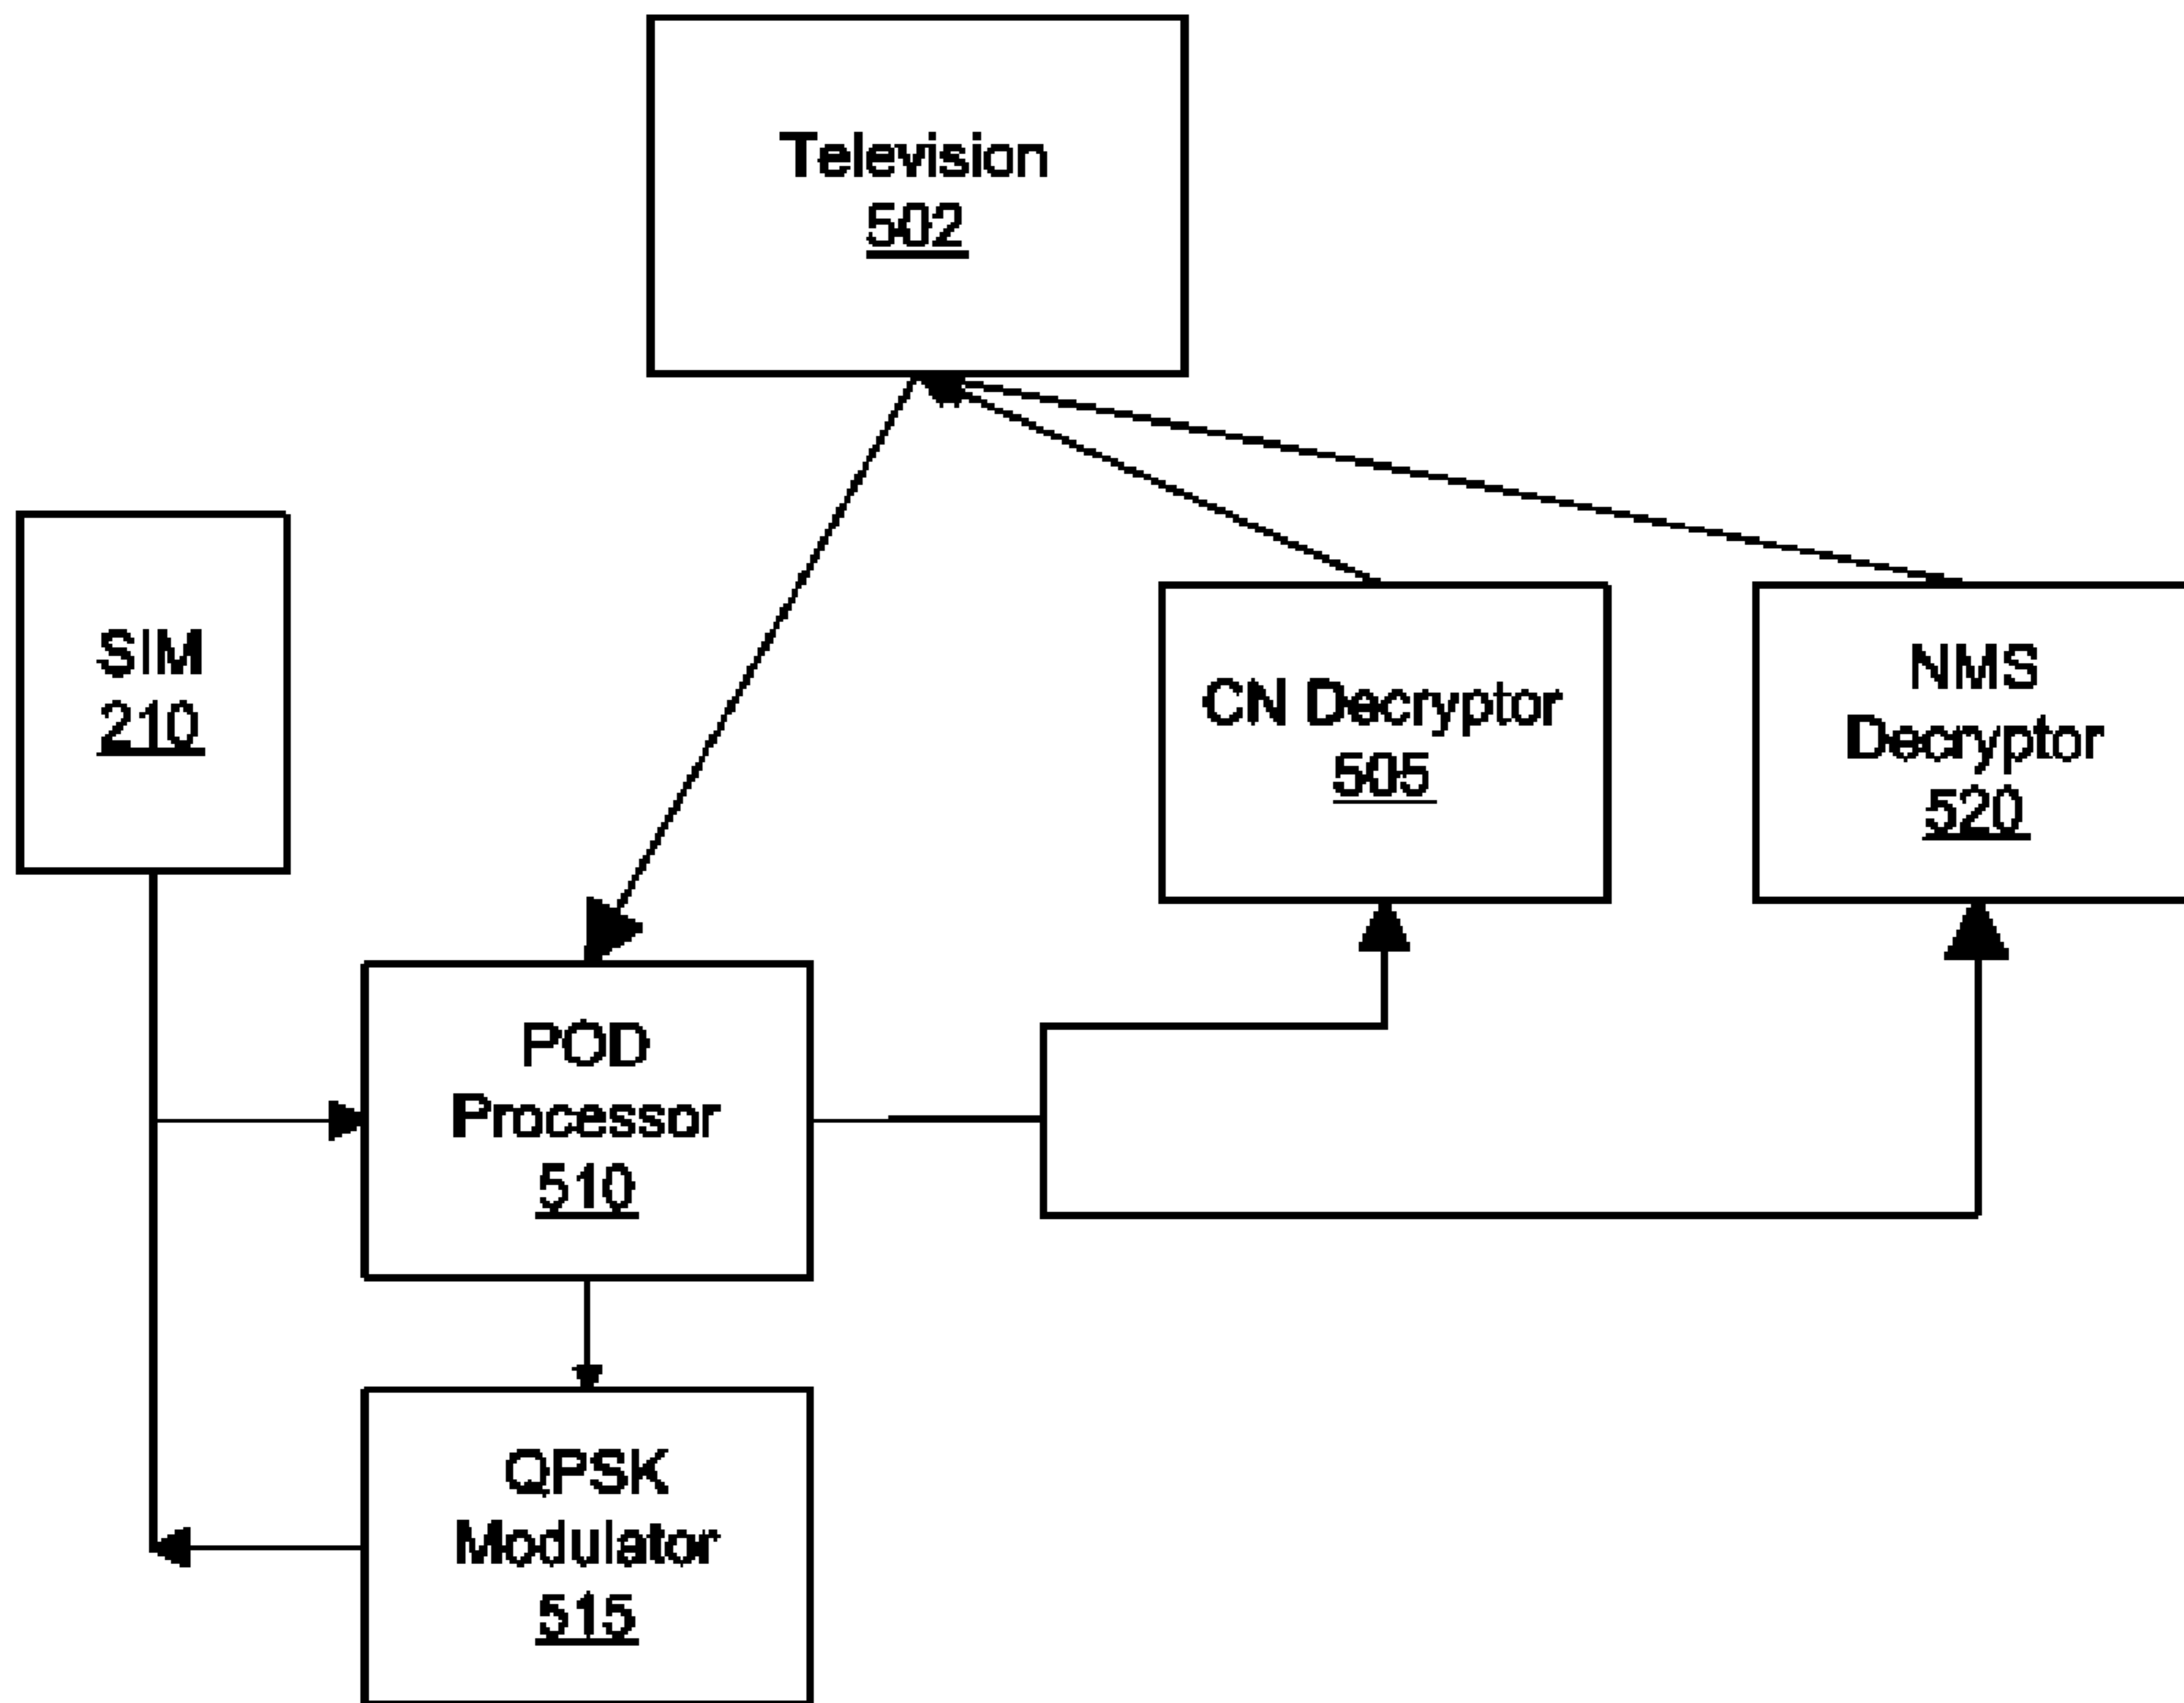 Television
502
SIM
210
CN Decryptor
505
NMS
Decryptor
520
POD
Processor
510
QPSK
Modulator
515